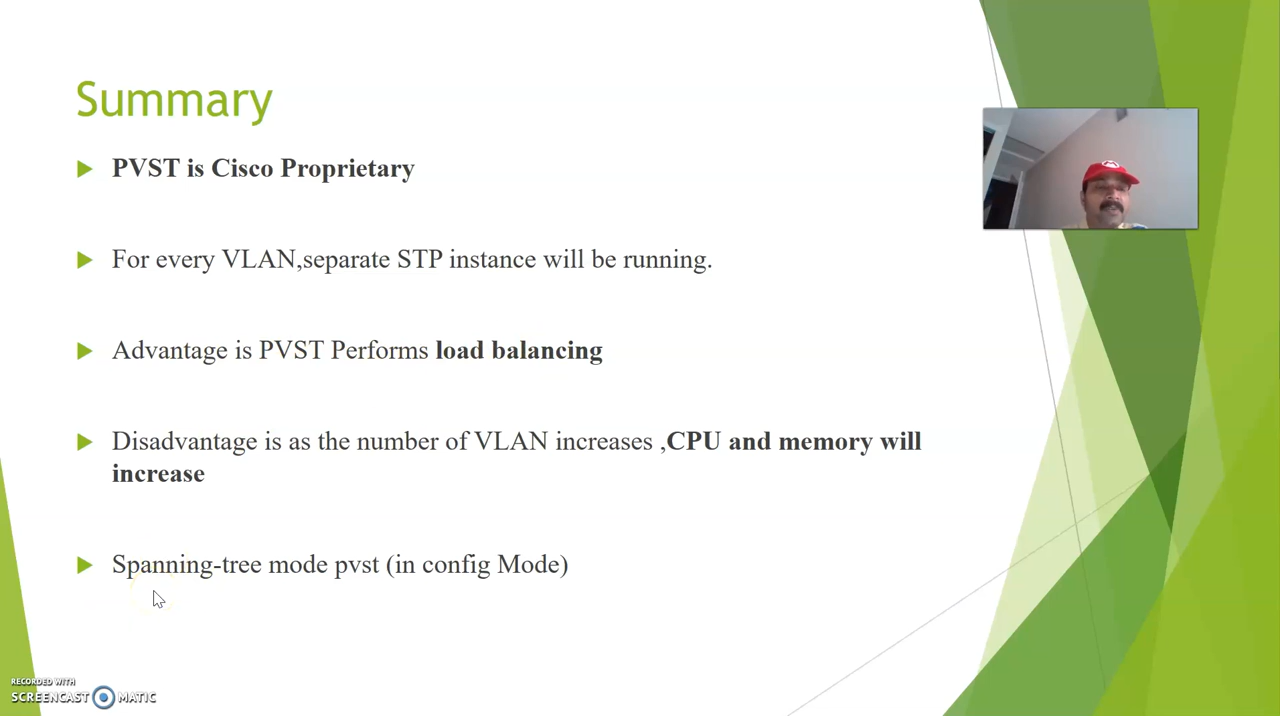 Summary
PVST is Cisco Proprietary
For every VLAN,separate STP instance will be running.
Advantage is PVST Performs load balancing
Disadvantage is as the number of VLAN increases ,CPU and memory will
increase
Spanning-tree mode pvst (in config Mode)
RECORDED WITH
SCREENCAST MATIC